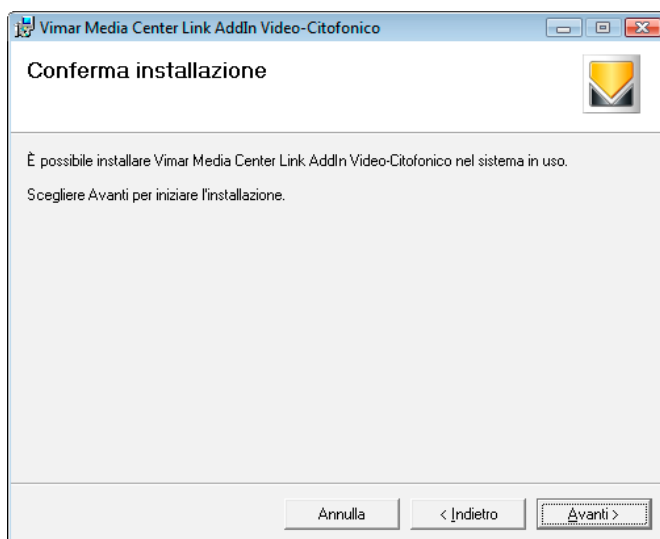 Vimar Media Center Link AddIn Video-Citofonico
Conferma installazione
È possibile installare Vimar Media Center Link AddIn Video-Citofonico nel sistema in uso.
Scegliere Avanti per iniziare l'installazione.
Annulla
< Indietro
Avanti >